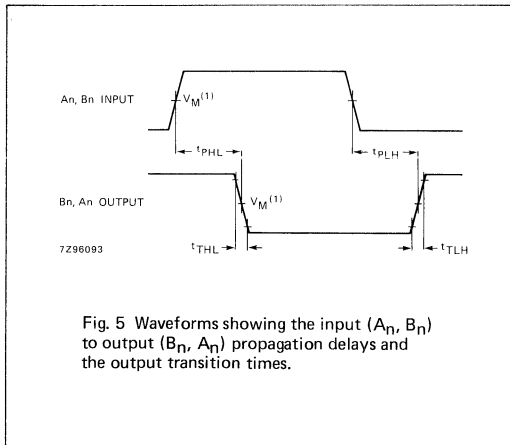 An, Bn INPUT
VM(1)
tPHL
tPLH
Bn, An OUTPUT
VM(1)
7Z96093
tTHL
tTLH
Fig. 5 Waveforms showing the input (An, Bn)
to output (Bn, An) propagation delays and
the output transition times.